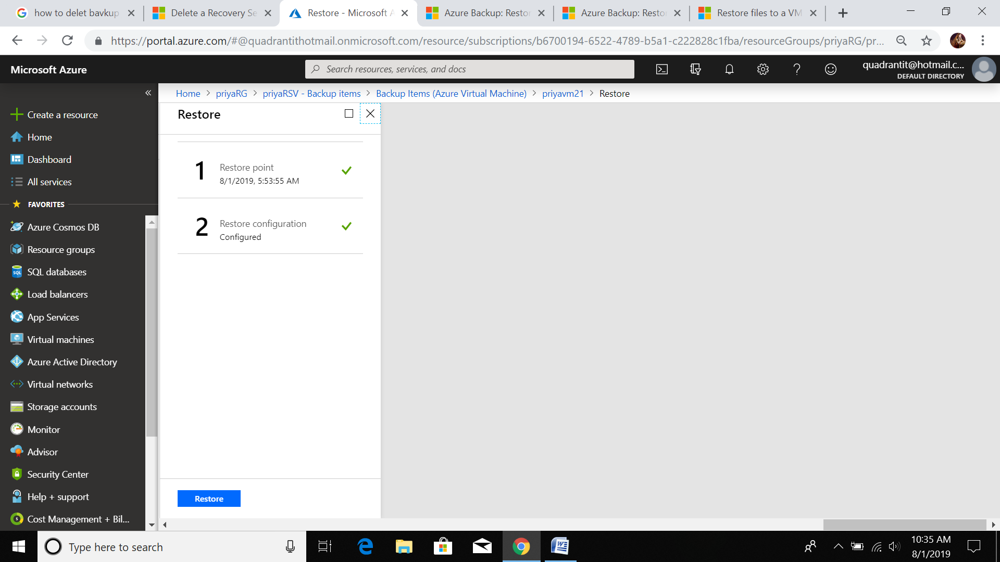 how to delet bavkup
Delete a Recovery Se
Restore - Microsoft A
Azure Backup: Restor
Azure Backup: Restor
Restore files to a VM
https://portal.azure.com/#@quadrantithotmail.onmicrosoft.com/resource/subscriptions/b6700194-6522-4789-b5a1-c222828c1fba/resourceGroups/priyaRG/pr...
Microsoft Azure
Search resources, services, and docs
quadrantit@hotmail.c...
DEFAULT DIRECTORY
Home > priyaRG > priyaRSV - Backup items > Backup Items (Azure Virtual Machine) > priyavm21 > Restore
Create a resource
Home
Dashboard
All services
FAVORITES
Azure Cosmos DB
Resource groups
SQL databases
Load balancers
App Services
Virtual machines
Azure Active Directory
Virtual networks
Storage accounts
Monitor
Advisor
Security Center
Help + support
Cost Management + Bil...
Restore
1 Restore point
8/1/2019, 5:53:55 AM
2 Restore configuration
Configured
Restore
Type here to search
10:35 AM
8/1/2019